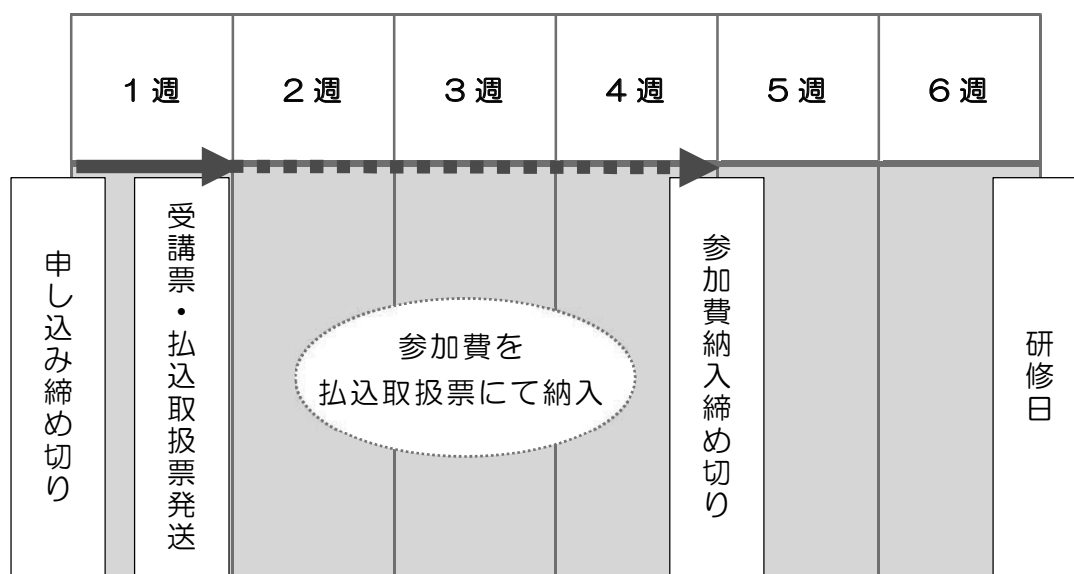 1週
2週
3週
4週
5週
6週
申し込み締め切り
受講票・払込取扱票発送
参加費を
払込取扱票にて納入
参加費納入締め切り
研修日